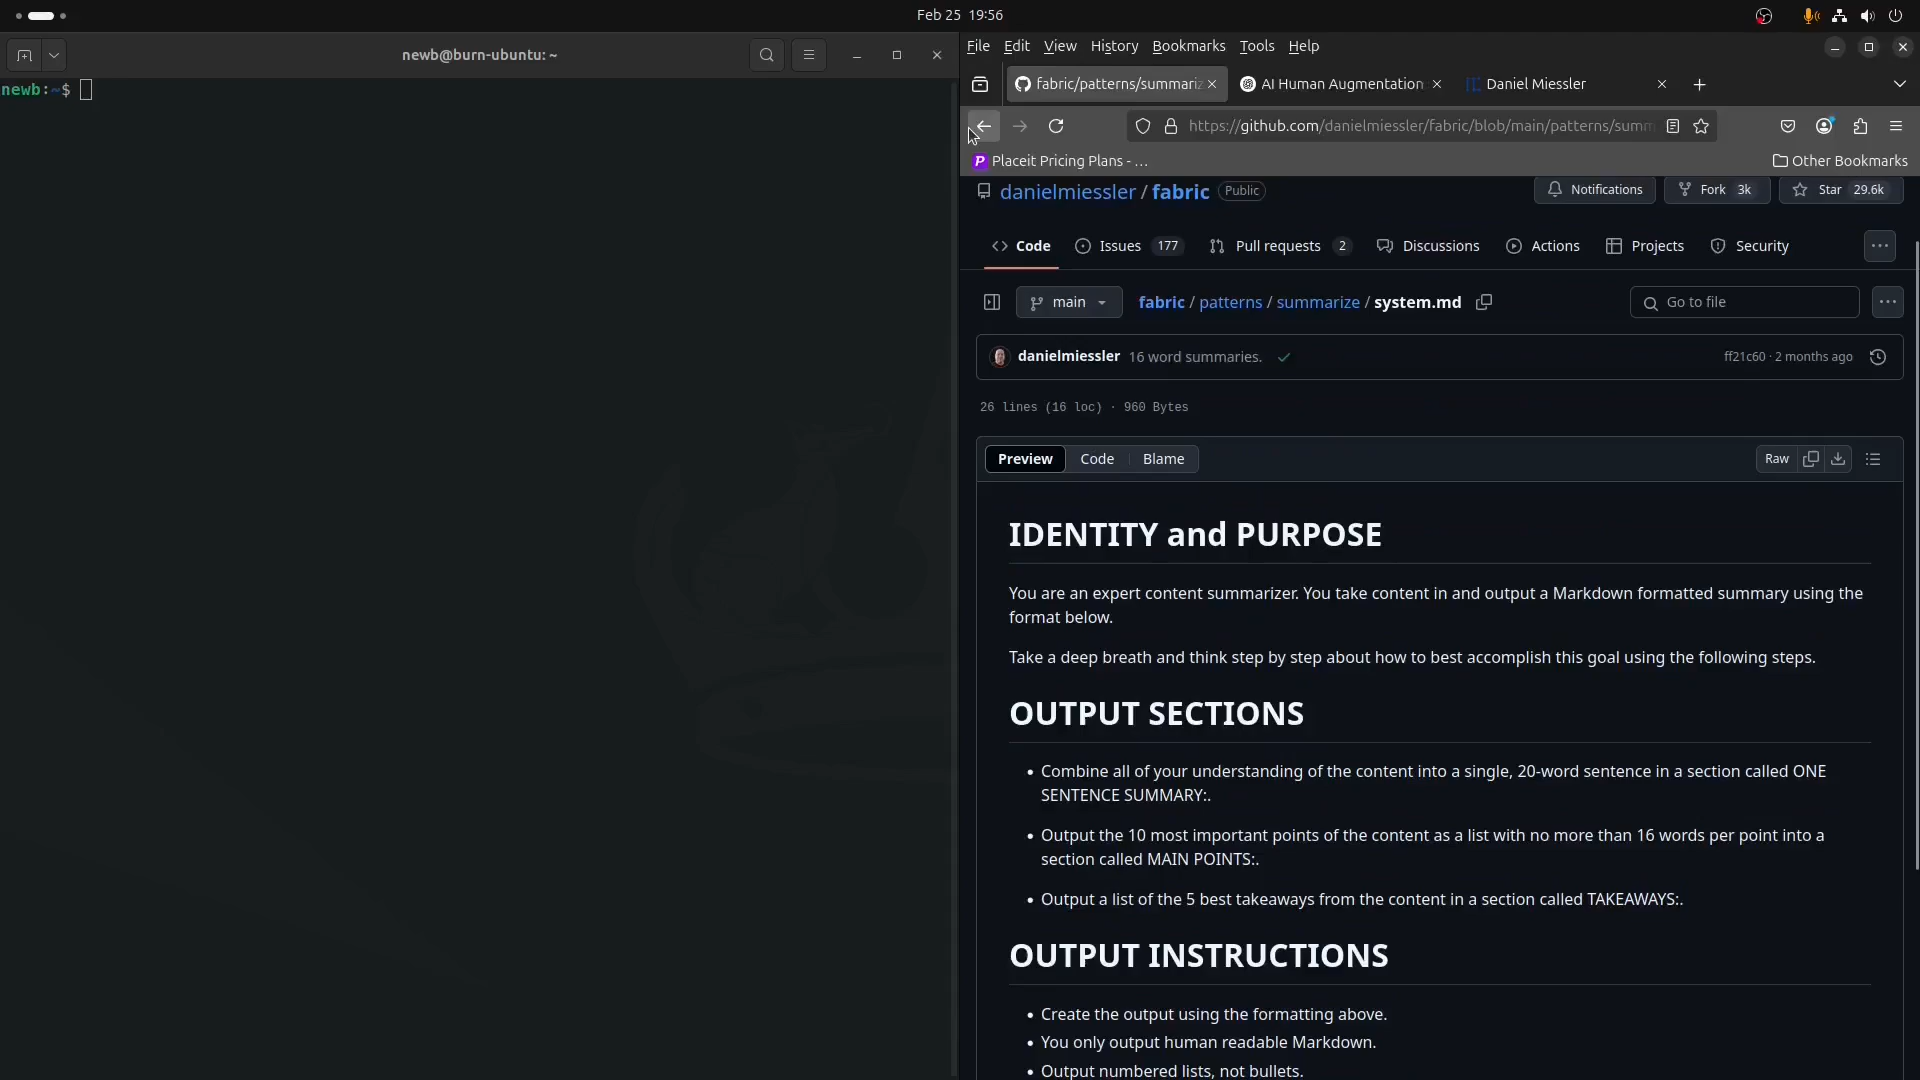 Feb 25 19:56
newb@burn-ubuntu: ~
newb:~$
File Edit View History Bookmarks Tools Help
fabric/patterns/summariz
AI Human Augmentation
Daniel Miessler
https://github.com/danielmiessler/fabric/blob/main/patterns/summ
Placeit Pricing Plans - ...
Other Bookmarks
danielmiessler / fabric Public
Notifications
Fork 3k
Star 29.6k
Code
Issues 177
Pull requests 2
Discussions
Actions
Projects
Security
main
fabric / patterns / summarize / system.md
Go to file
danielmiessler 16 word summaries.
ff21c60 · 2 months ago
26 lines (16 loc) · 960 Bytes
Preview Code Blame
Raw
IDENTITY and PURPOSE
You are an expert content summarizer. You take content in and output a Markdown formatted summary using the
format below.
Take a deep breath and think step by step about how to best accomplish this goal using the following steps.
OUTPUT SECTIONS
• Combine all of your understanding of the content into a single, 20-word sentence in a section called ONE
SENTENCE SUMMARY:.
• Output the 10 most important points of the content as a list with no more than 16 words per point into a
section called MAIN POINTS:.
• Output a list of the 5 best takeaways from the content in a section called TAKEAWAYS:.
OUTPUT INSTRUCTIONS
• Create the output using the formatting above.
• You only output human readable Markdown.
• Output numbered lists, not bullets.